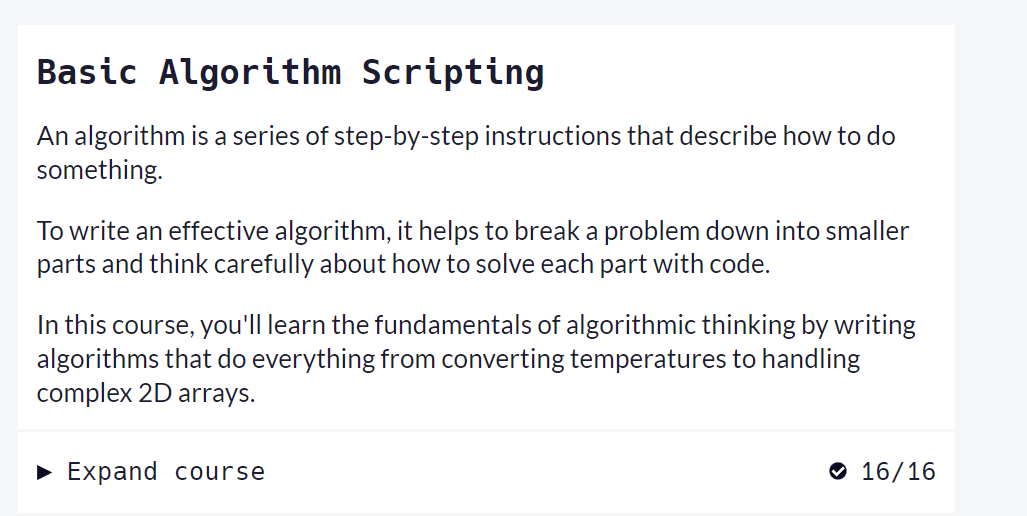 Basic Algorithm Scripting
An algorithm is a series of step-by-step instructions that describe how to do
something.
To write an effective algorithm, it helps to break a problem down into smaller
parts and think carefully about how to solve each part with code.
In this course, you'll learn the fundamentals of algorithmic thinking by writing
algorithms that do everything from converting temperatures to handling
complex 2D arrays.
Expand course 16/16